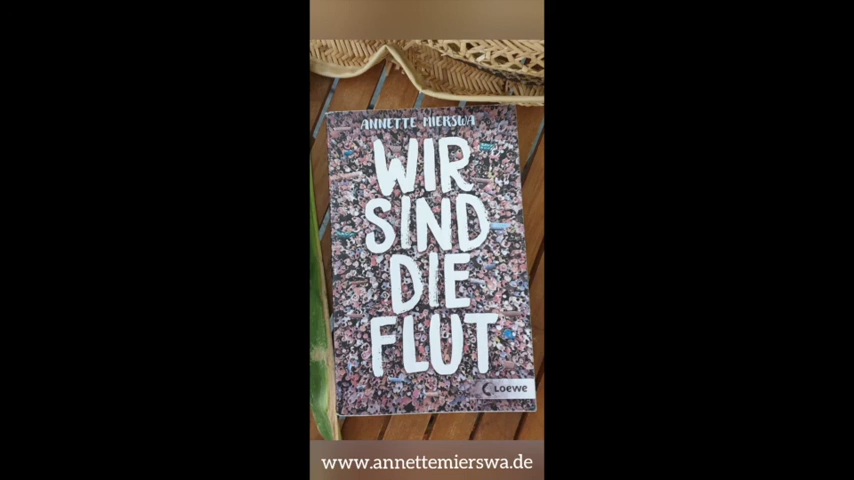 ANNETTE MIERSWA
WIR
SIND
DIE
FLUT
Loewe
www.annettemierswa.de